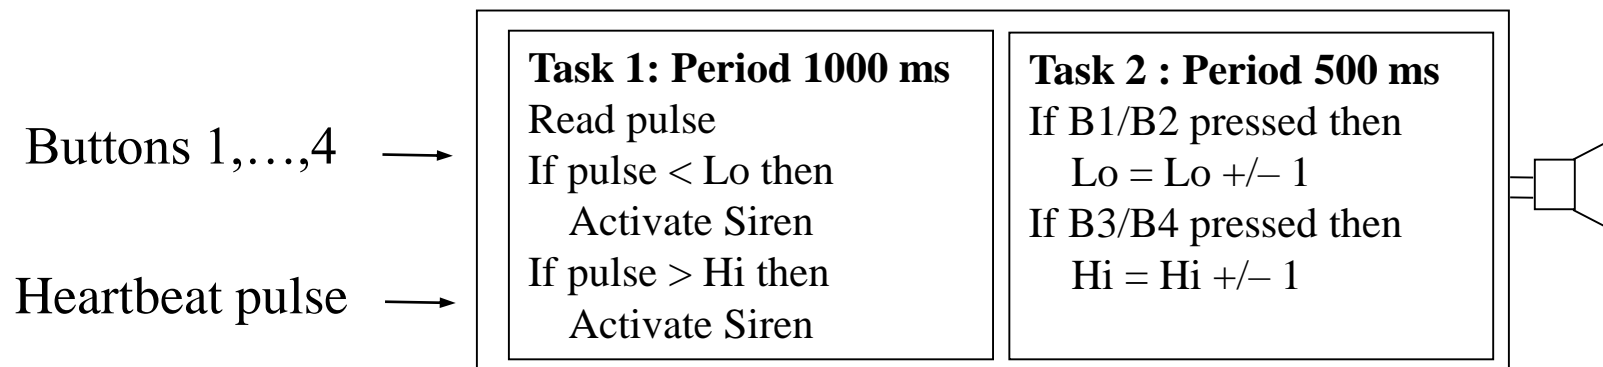 Buttons 1,…,4
Heartbeat pulse
Task 1: Period 1000 ms
Read pulse
If pulse < Lo then
Activate Siren
If pulse > Hi then
Activate Siren
Task 2 : Period 500 ms
If B1/B2 pressed then
Lo = Lo +/– 1
If B3/B4 pressed then
Hi = Hi +/– 1